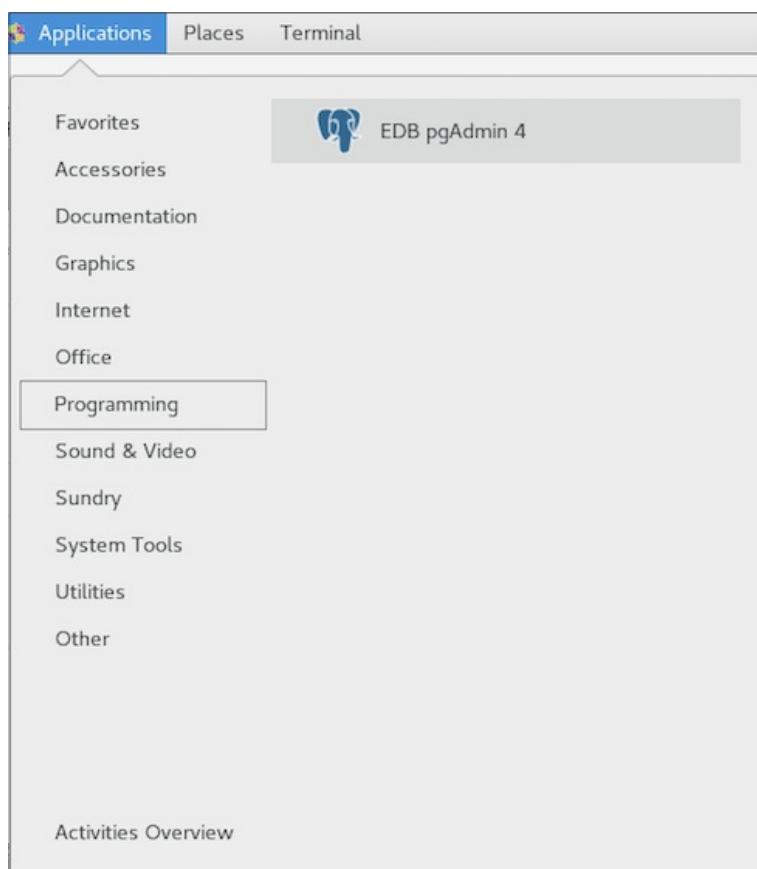 Applications Places Terminal
Favorites
EDB pgAdmin 4
Accessories
Documentation
Graphics
Internet
Office
Programming
Sound & Video
Sundry
System Tools
Utilities
Other
Activities Overview